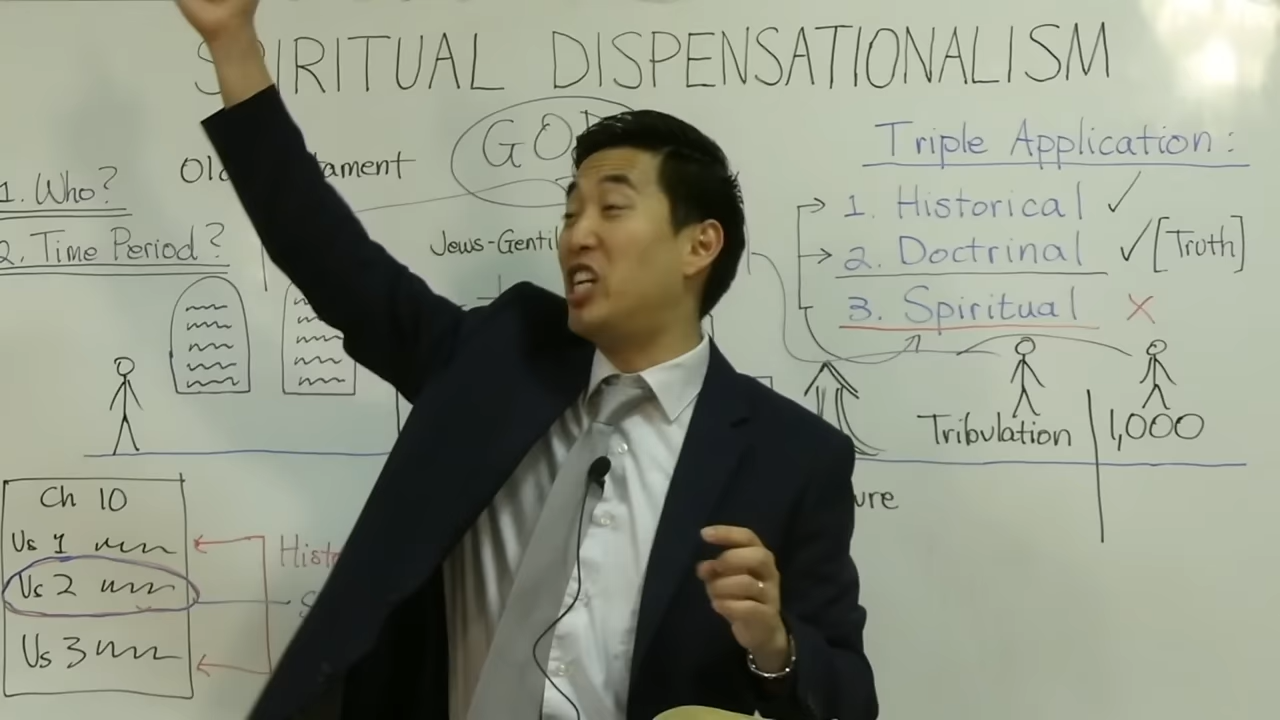 SPIRITUAL DISPENSATIONALISM
1. Who?
2. Time Period?
Old tament
GOD
Jews-Gentil
Triple Application:
1. Historical ✓
2. Doctrinal ✓ [Truth]
3. Spiritual X
Tribulation 1,000
ure
Ch 10
Vs 1
Vs 2
Vs 3
Hist
S